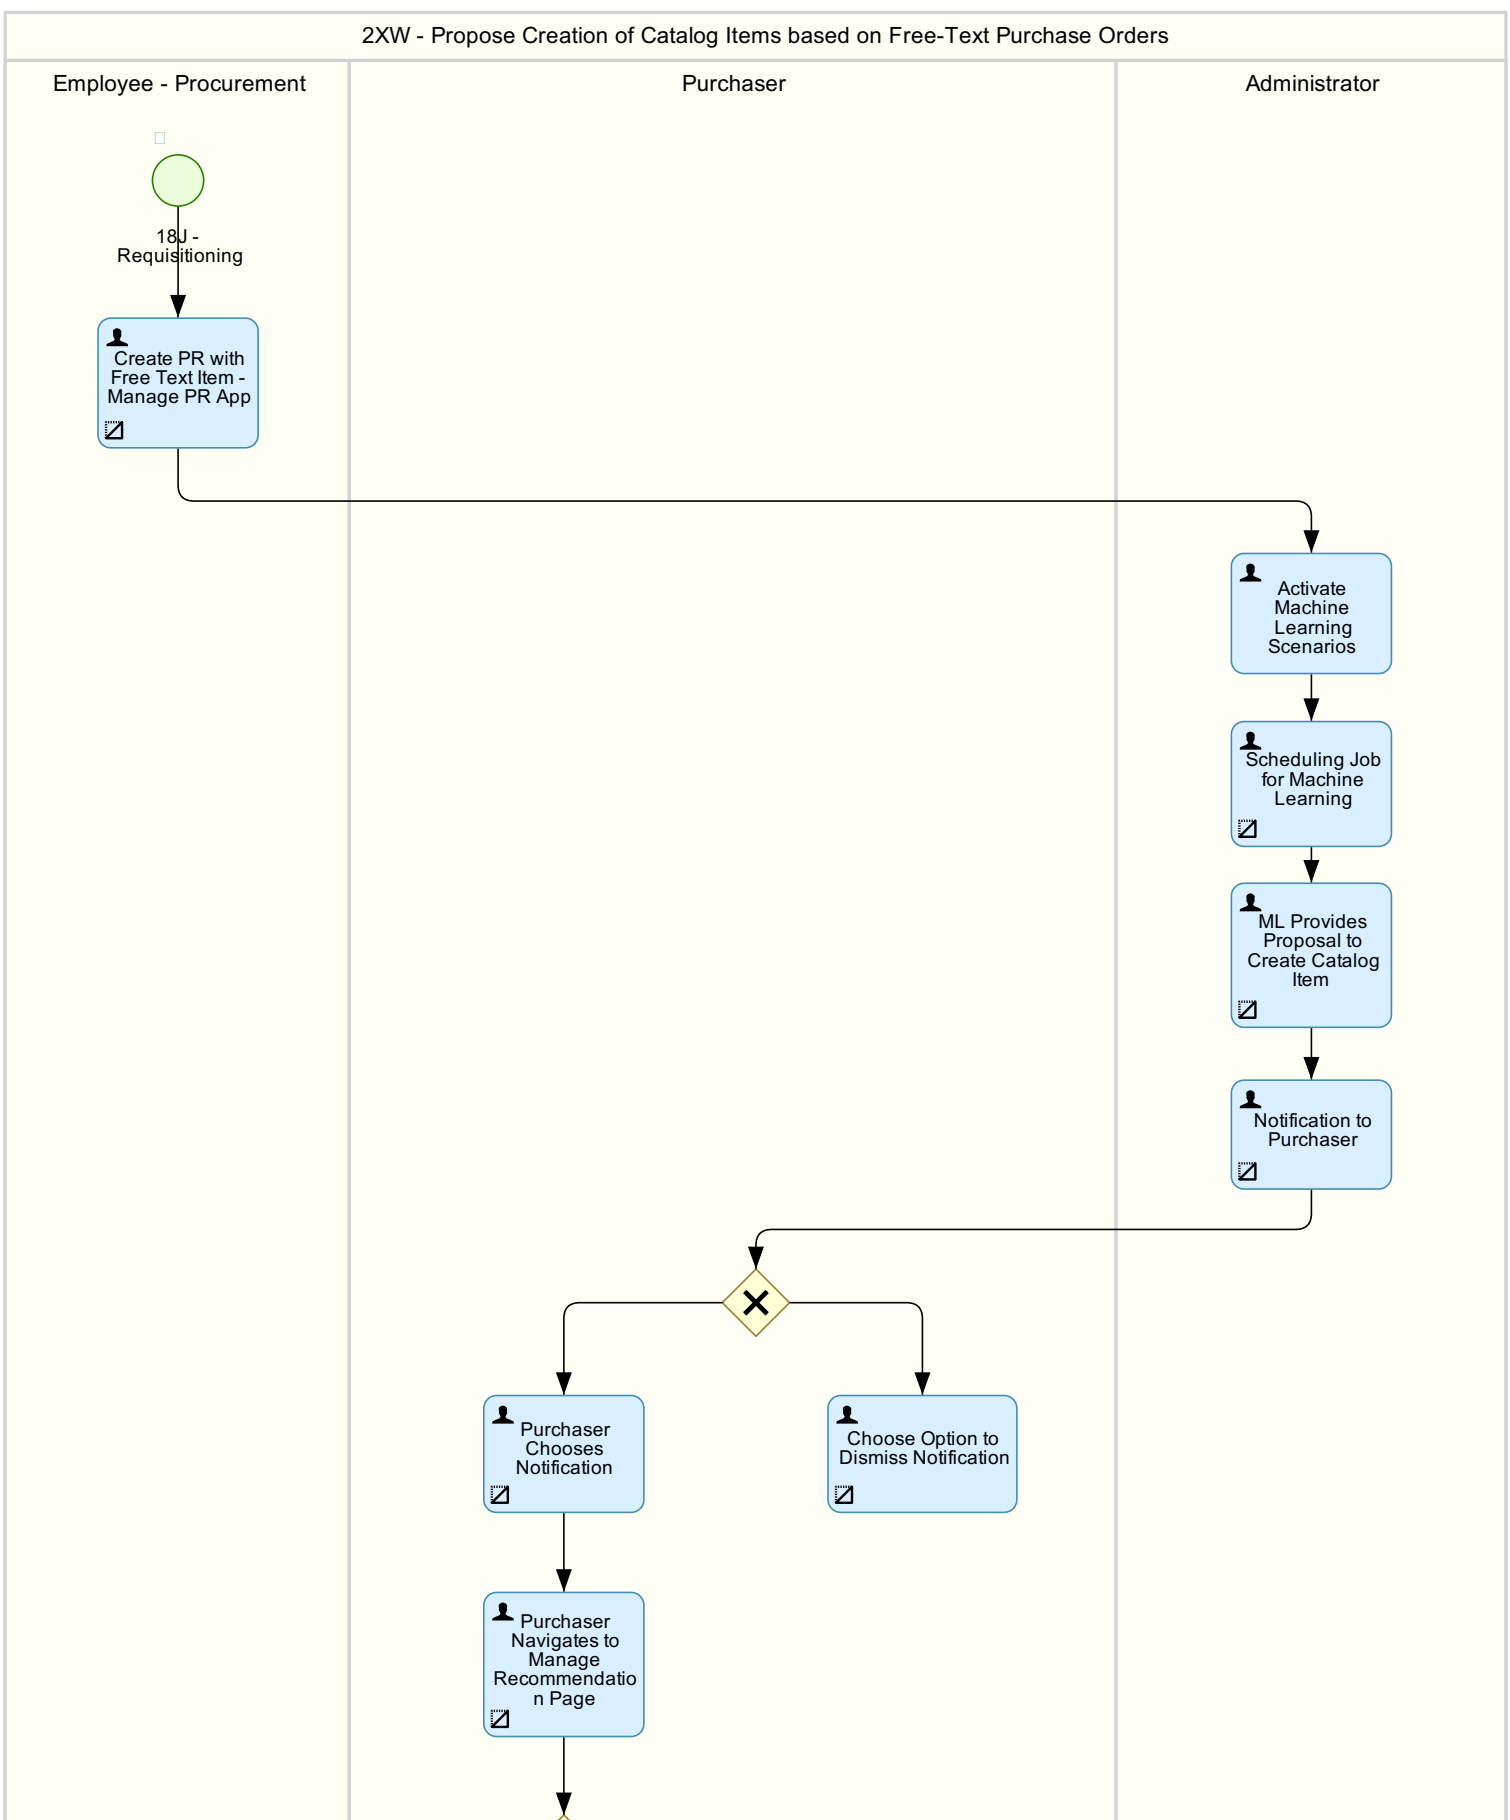 2XW - Propose Creation of Catalog Items based on Free-Text Purchase Orders
Employee - Procurement
Purchaser
Administrator
18J -
Requisitioning
Create PR with
Free Text Item -
Manage PR App
Activate
Machine
Learning
Scenarios
Scheduling Job
for Machine
Learning
ML Provides
Proposal to
Create Catalog
Item
Notification to
Purchaser
Purchaser
Chooses
Notification
Choose Option to
Dismiss Notification
Purchaser
Navigates to
Manage
Recommendatio
n Page